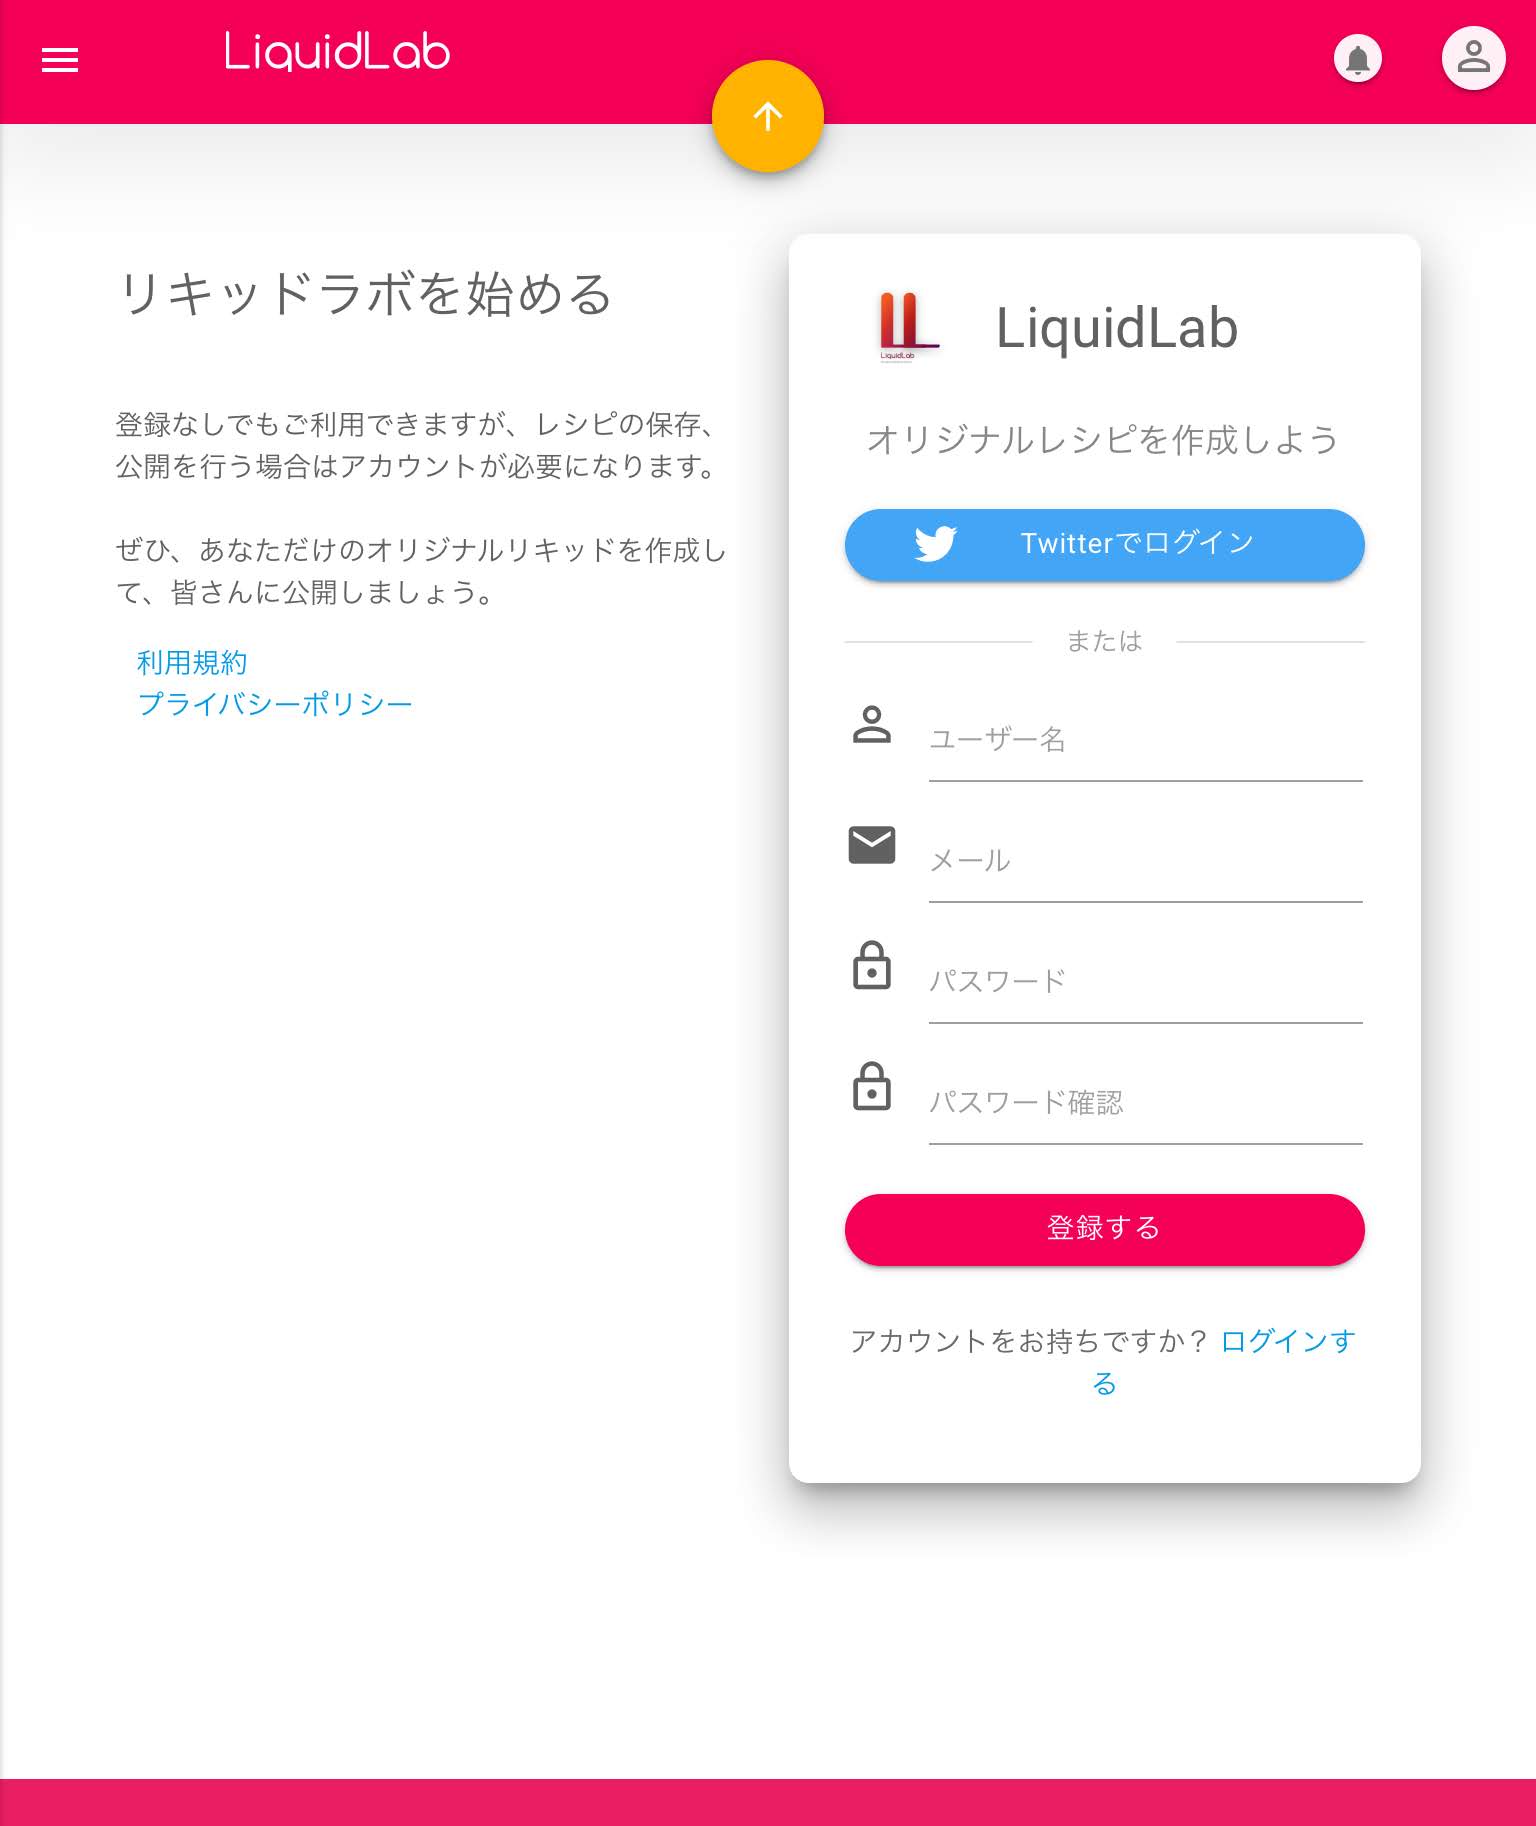 LiquidLab
リキッドラボを始める
登録なしでもご利用できますが、レシピの保存、
公開を行う場合はアカウントが必要になります。
ぜひ、あなただけのオリジナルリキッドを作成し
て、皆さんに公開しましょう。
利用規約
プライバシーポリシー
LiquidLab
LiquidLab
オリジナルレシピを作成しよう
Twitterでログイン
または
ユーザー名
メール
パスワード
パスワード確認
登録する
アカウントをお持ちですか？ ログインす
る